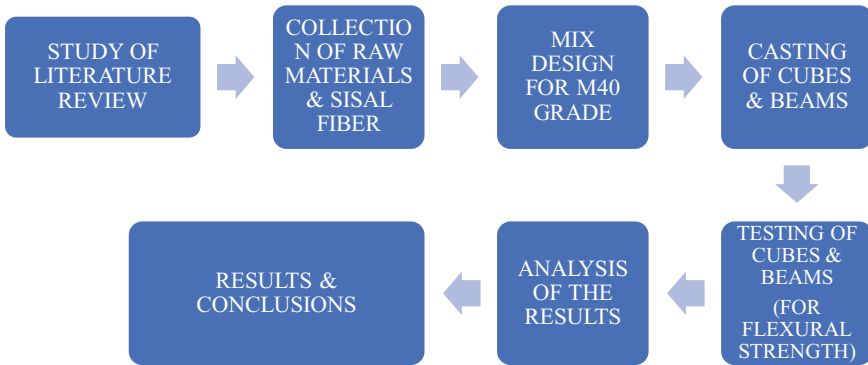 STUDY OF
LITERATURE
REVIEW
COLLECTIO
N OF RAW
MATERIALS
& SISAL
FIBER
MIX
DESIGN
FOR M40
GRADE
CASTING
OF CUBES
& BEAMS
TESTING OF
CUBES &
BEAMS
(FOR
FLEXURAL
STRENGTH)
ANALYSIS
OF THE
RESULTS
RESULTS &
CONCLUSIONS